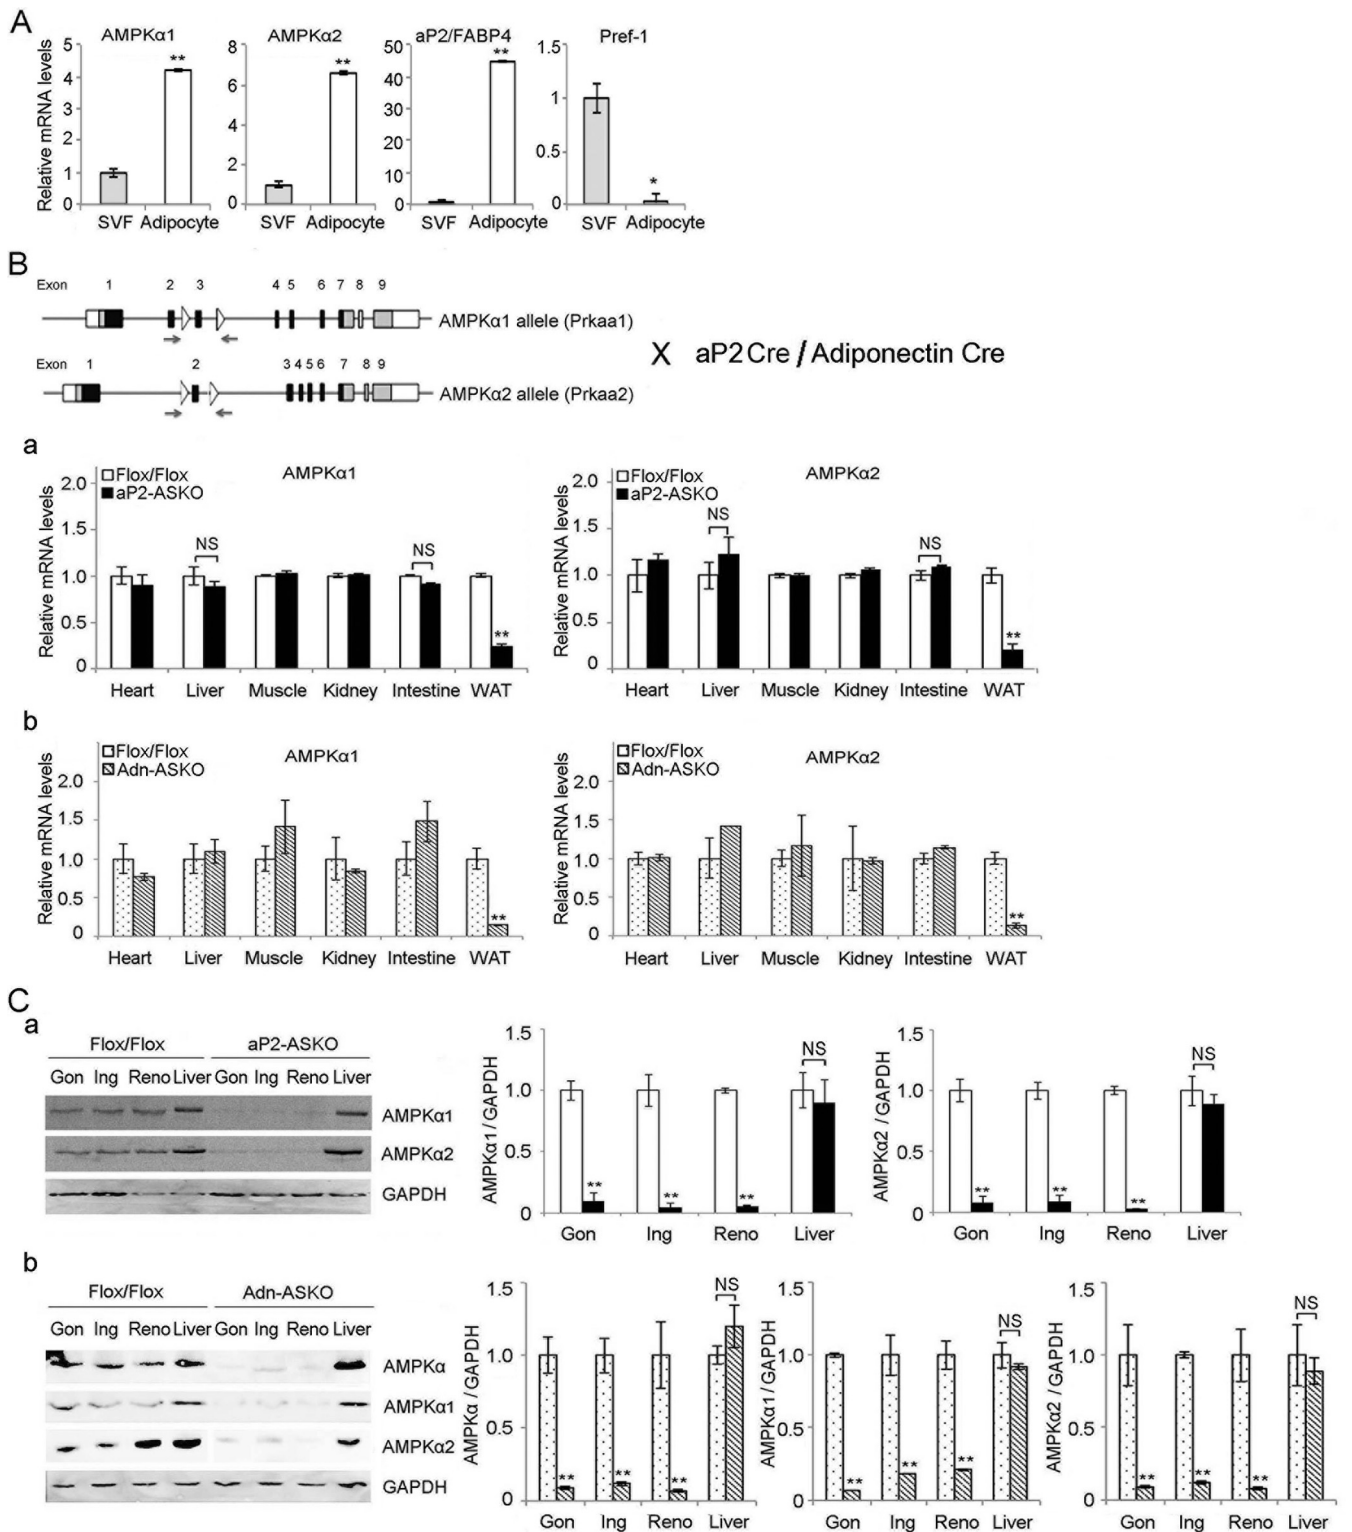 A
AMPKα1 AMPKα2 aP2/FABP4 Pref-1
Relative mRNA levels
5 4 3 2 1 0
**
SVF Adipocyte
8 6 4 2 0
**
SVF Adipocyte
50 40 30 20 10 0
**
SVF Adipocyte
1.5 1 0.5 0
*
SVF Adipocyte
B
Exon 1 2 3 4 5 6 7 8 9
AMPKα1 allele (Prkaa1)
Exon 1 2 3 4 5 6 7 8 9
AMPKα2 allele (Prkaa2)
X aP2 Cre / Adiponectin Cre
a
Relative mRNA levels
2.0 1.5 1.0 0.5 0
Flox/Flox
aP2-ASKO
AMPKα1
NS NS **
Heart Liver Muscle Kidney Intestine WAT
Relative mRNA levels
2.0 1.5 1.0 0.5 0
Flox/Flox
aP2-ASKO
AMPKα2
NS NS **
Heart Liver Muscle Kidney Intestine WAT
b
Relative mRNA levels
2.0 1.5 1.0 0.5 0
Flox/Flox
Adn-ASKO
AMPKα1
**
Heart Liver Muscle Kidney Intestine WAT
Relative mRNA levels
2.0 1.5 1.0 0.5 0
Flox/Flox
Adn-ASKO
AMPKα2
**
Heart Liver Muscle Kidney Intestine WAT
C
a
Flox/Flox aP2-ASKO
Gon Ing Reno Liver Gon Ing Reno Liver
AMPKα1
AMPKα2
GAPDH
AMPKα1 / GAPDH
1.5 1.0 0.5 0
** ** ** NS
Gon Ing Reno Liver
AMPKα2 / GAPDH
1.5 1.0 0.5 0
** ** ** NS
Gon Ing Reno Liver
b
Flox/Flox Adn-ASKO
Gon Ing Reno Liver Gon Ing Reno Liver
AMPKα
AMPKα1
AMPKα2
GAPDH
AMPKα / GAPDH
1.5 1.0 0.5 0
** ** ** NS
Gon Ing Reno Liver
AMPKα1 / GAPDH
1.5 1.0 0.5 0
** ** ** NS
Gon Ing Reno Liver
AMPKα2 / GAPDH
1.5 1.0 0.5 0
** ** ** NS
Gon Ing Reno Liver